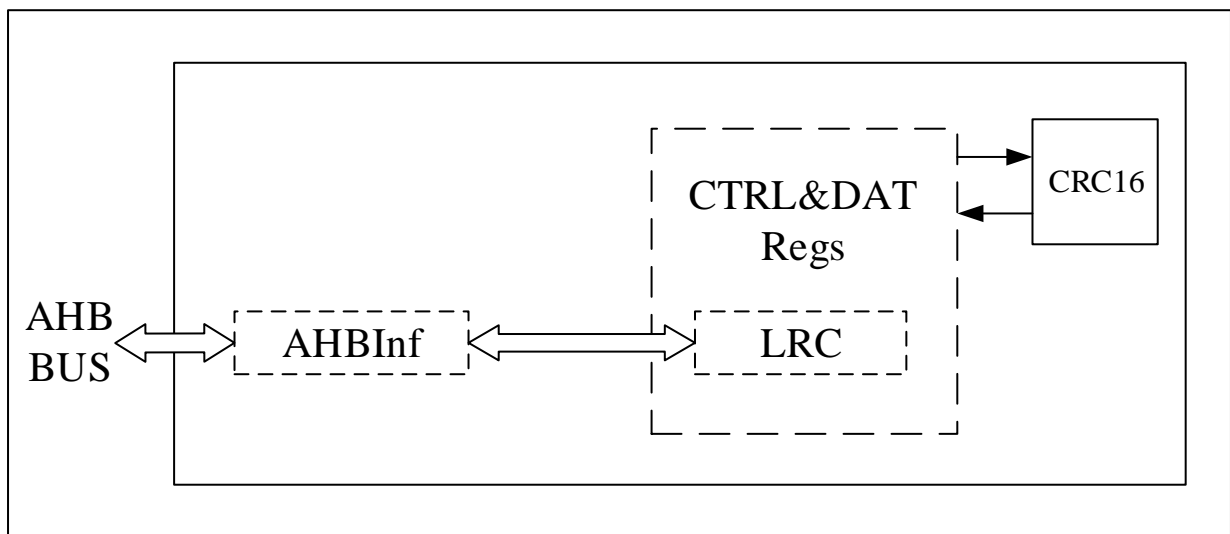 CTRL&DAT
Regs
CRC16
AHB
BUS
AHBInf
LRC